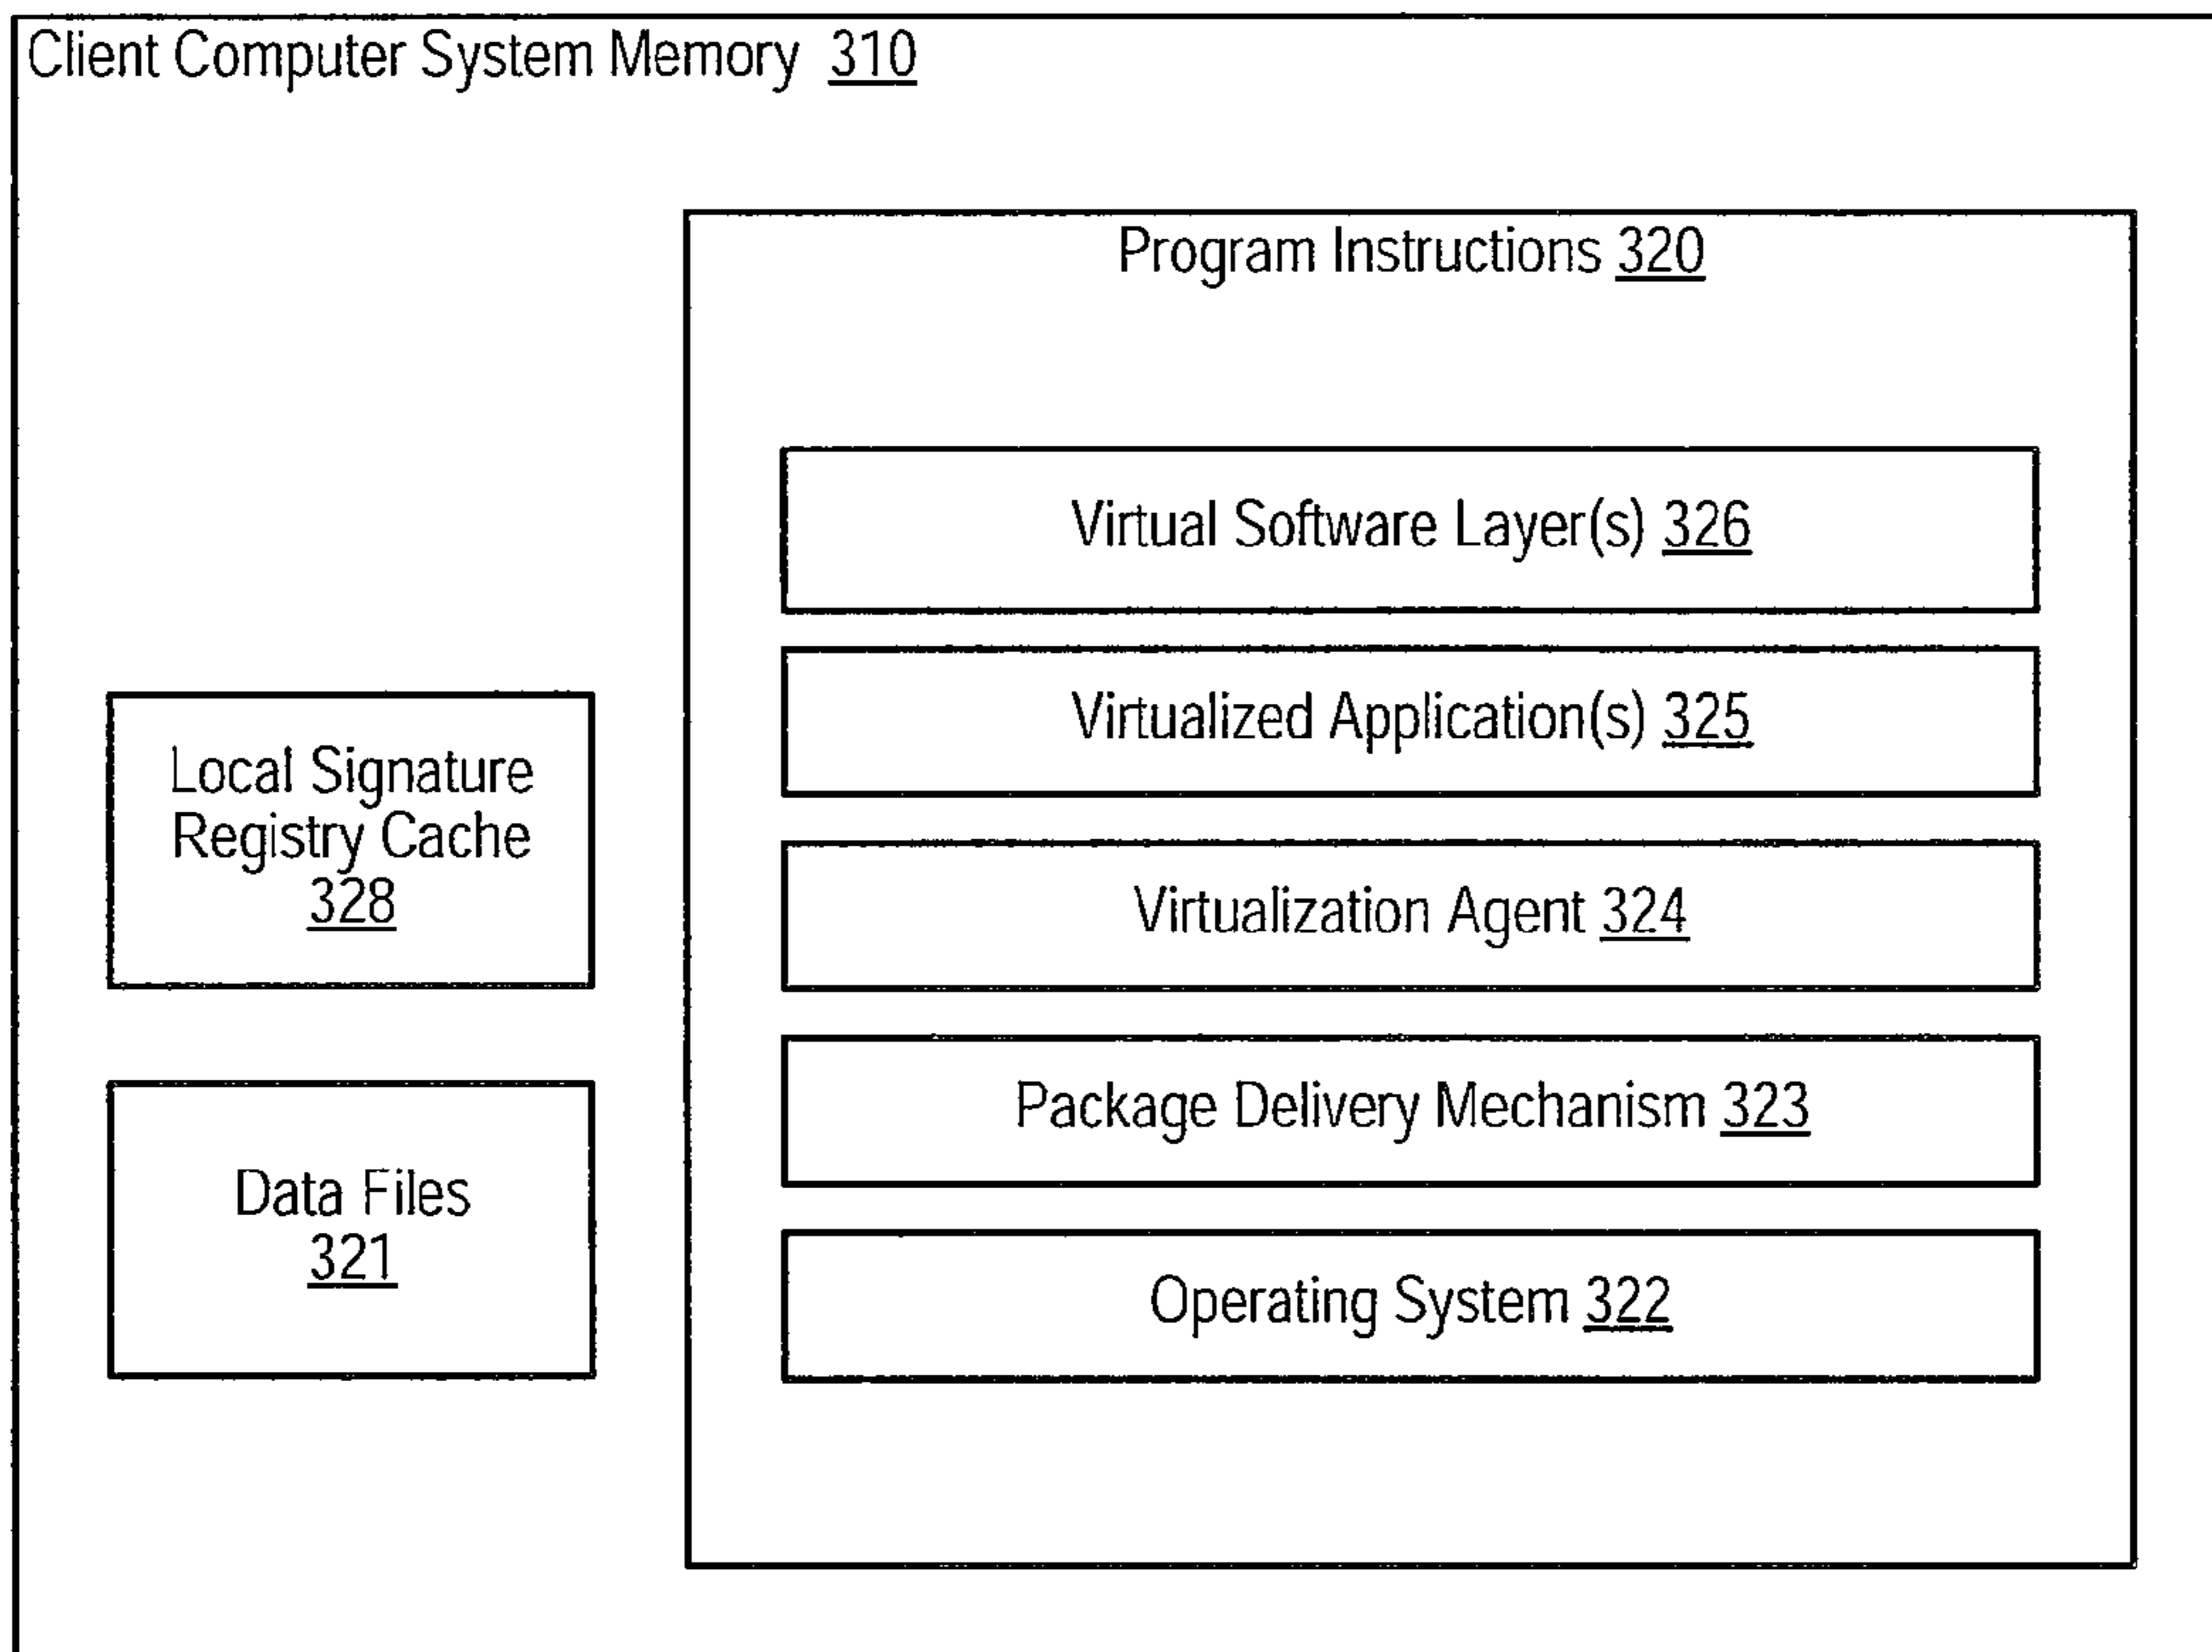 Client Computer System Memory 310
Program Instructions 320
Virtual Software Layer(s) 326
Virtualized Application(s) 325
Virtualization Agent 324
Package Delivery Mechanism 323
Operating System 322
Local Signature
Registry Cache
328
Data Files
321